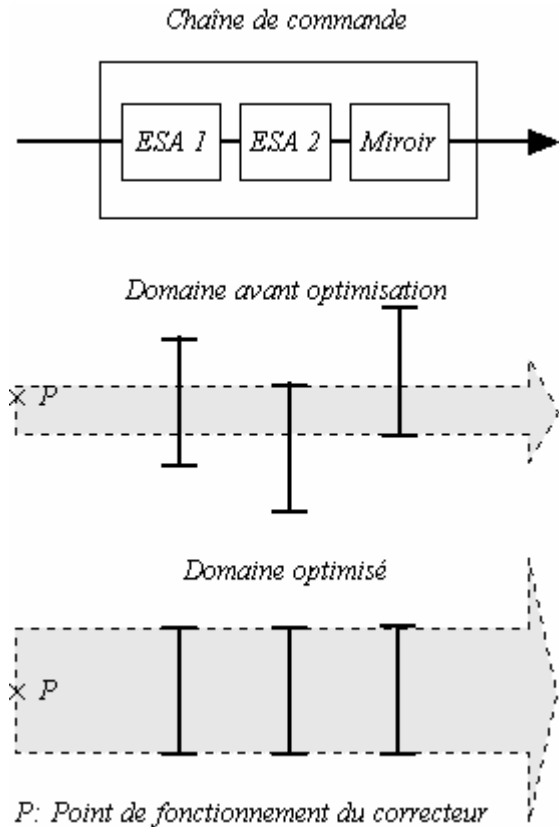 Chaîne de commande
ESA 1 ESA 2 Miroir
Domaine avant optimisation
P
Domaine optimisé
P
P: Point de fonctionnement du correcteur